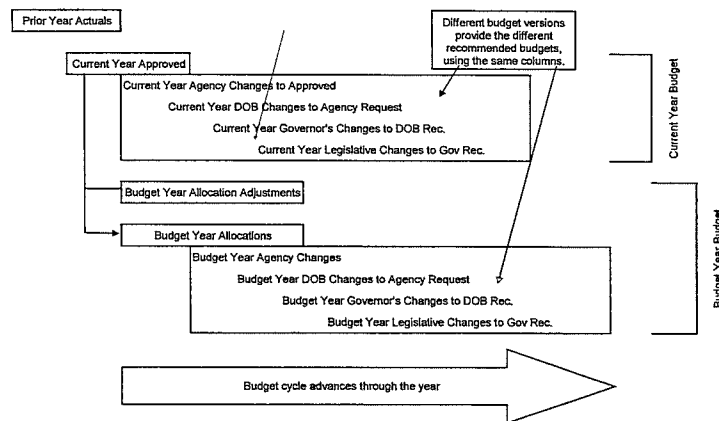 Prior Year Actuals
Different budget versions
provide the different
recommended budgets,
using the same columns.
Current Year Approved
Current Year Agency Changes to Approved
Current Year DOB Changes to Agency Request
Current Year Governor's Changes to DOB Rec.
Current Year Legislative Changes to Gov Rec.
Current Year Budget
Budget Year Allocation Adjustments
Budget Year Allocations
Budget Year Agency Changes
Budget Year DOB Changes to Agency Request
Budget Year Governor's Changes to DOB Rec.
Budget Year Legislative Changes to Gov Rec.
Budget Year Budget
Budget cycle advances through the year